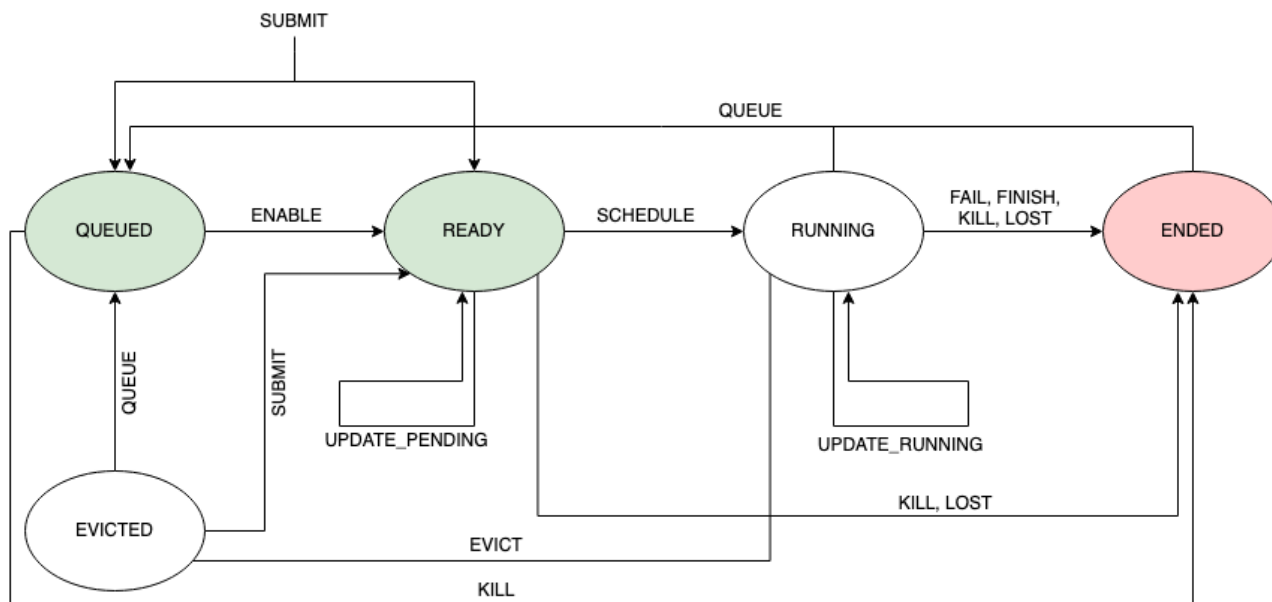 SUBMIT
QUEUE
QUEUED
ENABLE
READY
SCHEDULE
RUNNING
FAIL, FINISH,
KILL, LOST
ENDED
QUEUE
SUBMIT
UPDATE_PENDING
UPDATE_RUNNING
EVICTED
KILL, LOST
EVICT
KILL